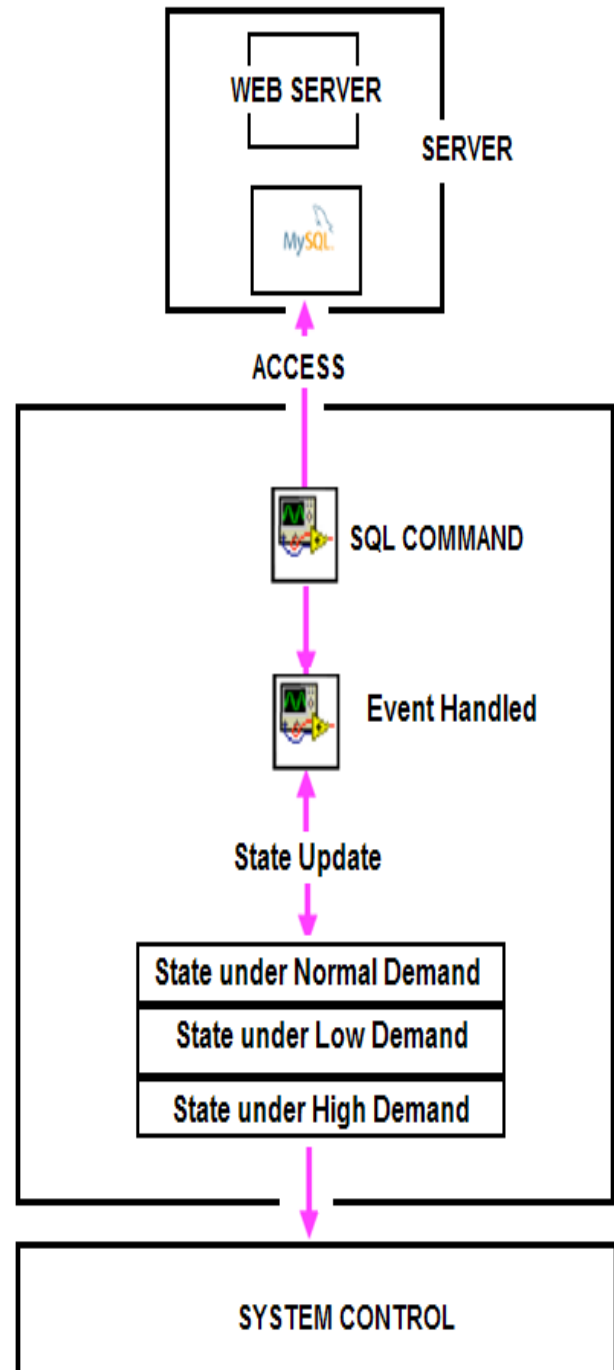 WEB SERVER
SERVER
MySQL
ACCESS
SQL COMMAND
Event Handled
State Update
State under Normal Demand
State under Low Demand
State under High Demand
SYSTEM CONTROL